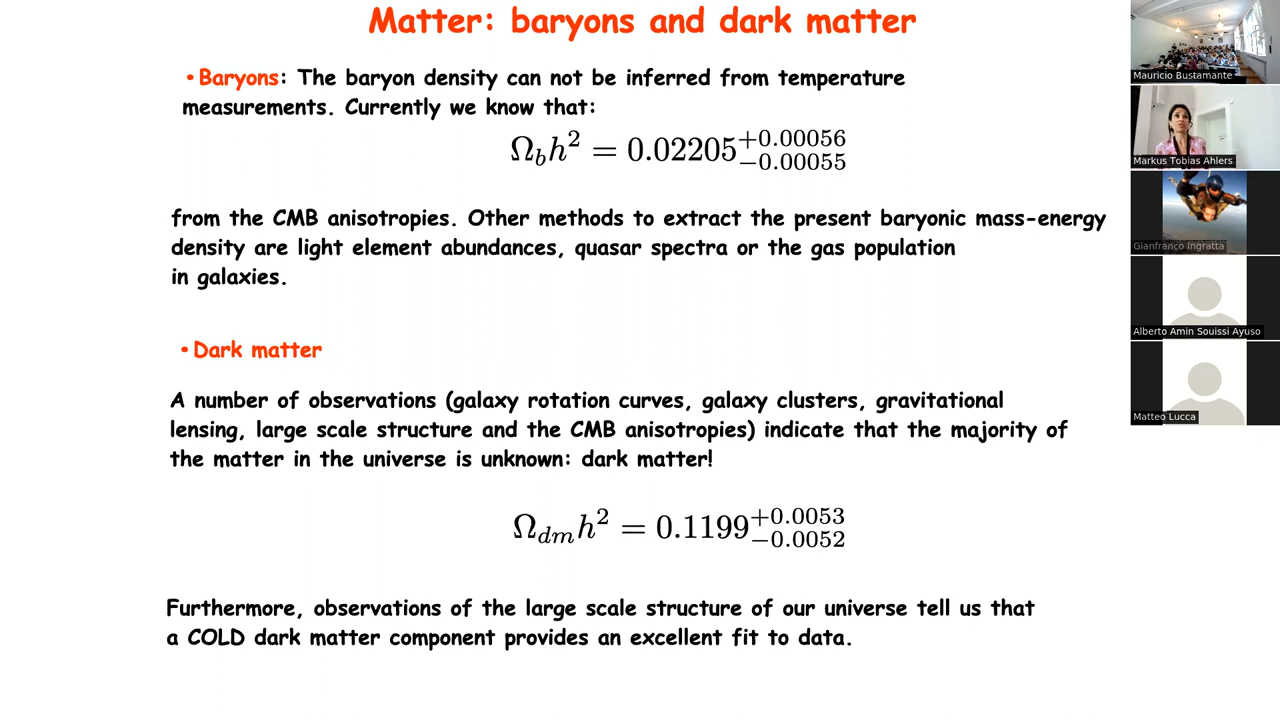 Matter: baryons and dark matter
•Baryons: The baryon density can not be inferred from temperature
measurements. Currently we know that:
Ω_b h² = 0.02205^{+0.00056}_{−0.00055}
from the CMB anisotropies. Other methods to extract the present baryonic mass-energy
density are light element abundances, quasar spectra or the gas population
in galaxies.
•Dark matter
A number of observations (galaxy rotation curves, galaxy clusters, gravitational
lensing, large scale structure and the CMB anisotropies) indicate that the majority of
the matter in the universe is unknown: dark matter!
Ω_{dm} h² = 0.1199^{+0.0053}_{−0.0052}
Furthermore, observations of the large scale structure of our universe tell us that
a COLD dark matter component provides an excellent fit to data.
Mauricio Bustamante
Markus Tobias Ahlers
Gianfranco Ingratta
Alberto Amin Souissi Ayuso
Matteo Lucca